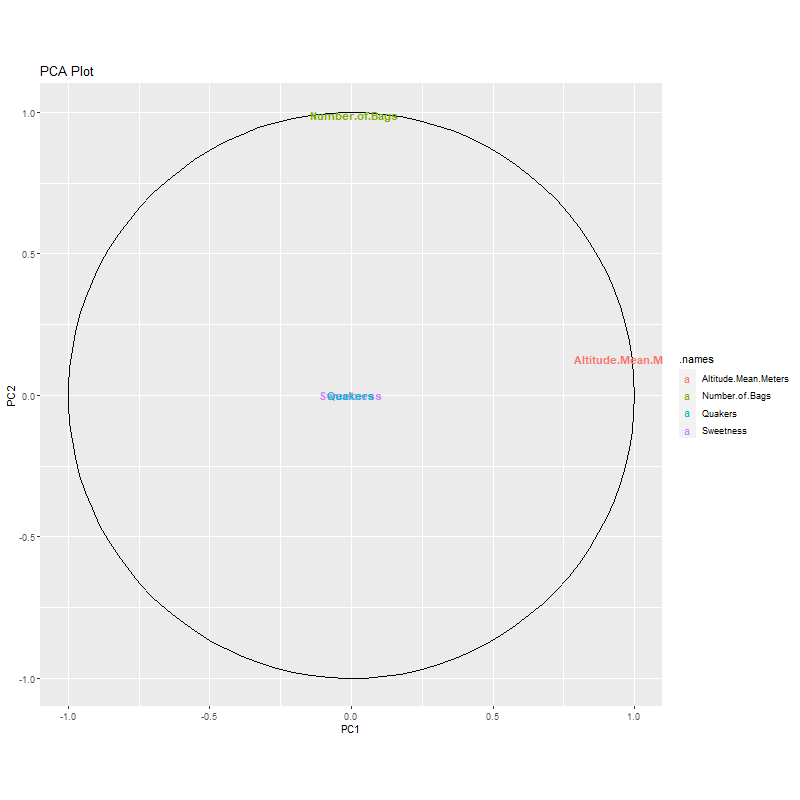 PCA Plot
1.0
0.5
0.0
-0.5
-1.0
PC2
Number.of.Bags
Altitude.Mean.M
Sweetness
Quakers
-1.0
-0.5
0.0
0.5
1.0
PC1
.names
a Altitude.Mean.Meters
a Number.of.Bags
a Quakers
a Sweetness